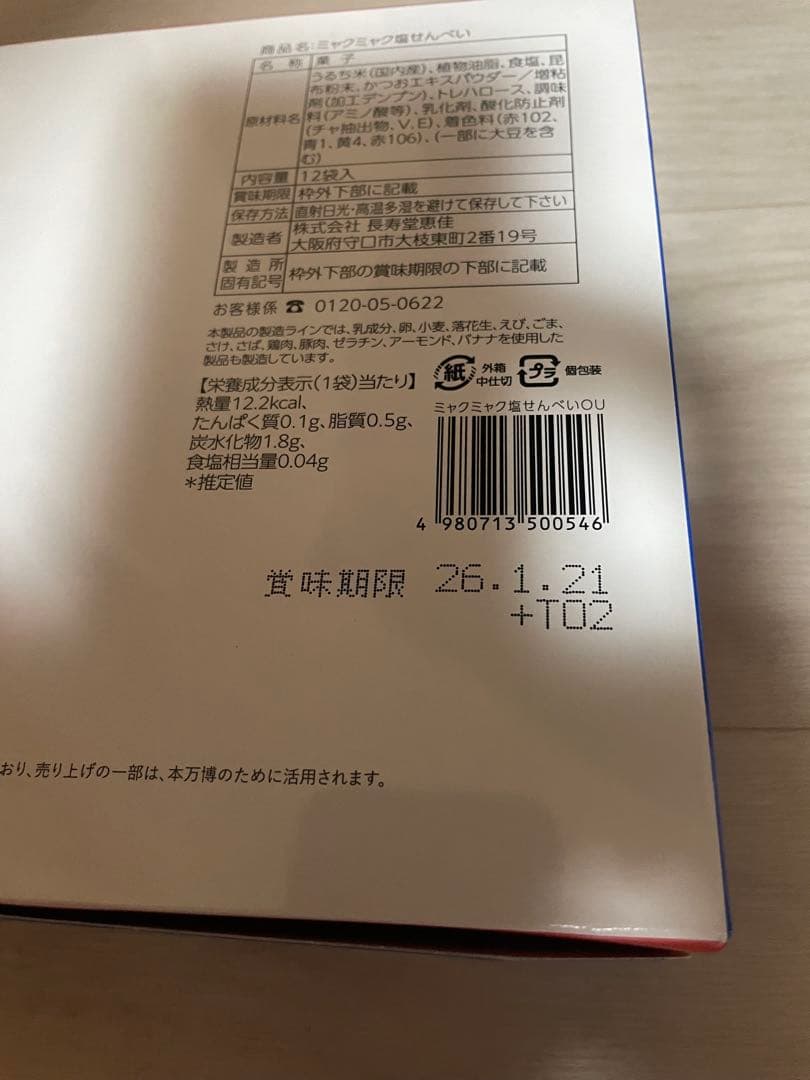 商品名:ミャクミャク塩せんべい
名称 菓子
原材料名 うるち米(国内産)、植物油脂、食塩、昆
布粉末、かつおエキスパウダー/増粘
剤(加工デンプン)、トレハロース、調味
料(アミノ酸等)、乳化剤、酸化防止剤
(チャ抽出物、V.E)、着色料(赤102、
青1、黄4、赤106)、(一部に大豆を含
む)
内容量 12袋入
賞味期限 枠外下部に記載
保存方法 直射日光・高温多湿を避けて保存して下さい
製造者 株式会社 長寿堂恵佳
大阪府守口市大枝東町2番19号
製造所
固有記号 枠外下部の賞味期限の下部に記載
お客様係 ☎ 0120-05-0622
本製品の製造ラインでは、乳成分、卵、小麦、落花生、えび、ごま、
さけ、さば、鶏肉、豚肉、ゼラチン、アーモンド、バナナを使用した
製品も製造しています。
紙 外箱
中仕切
プラ 個包装
【栄養成分表示(1袋)当たり】
熱量12.2kcal、
たんぱく質0.1g、脂質0.5g、
炭水化物1.8g、
食塩相当量0.04g
*推定値
ミャクミャク塩せんべいOU
4 980713 500546
賞味期限 26.1.21
+T02
おり、売り上げの一部は、本万博のために活用されます。